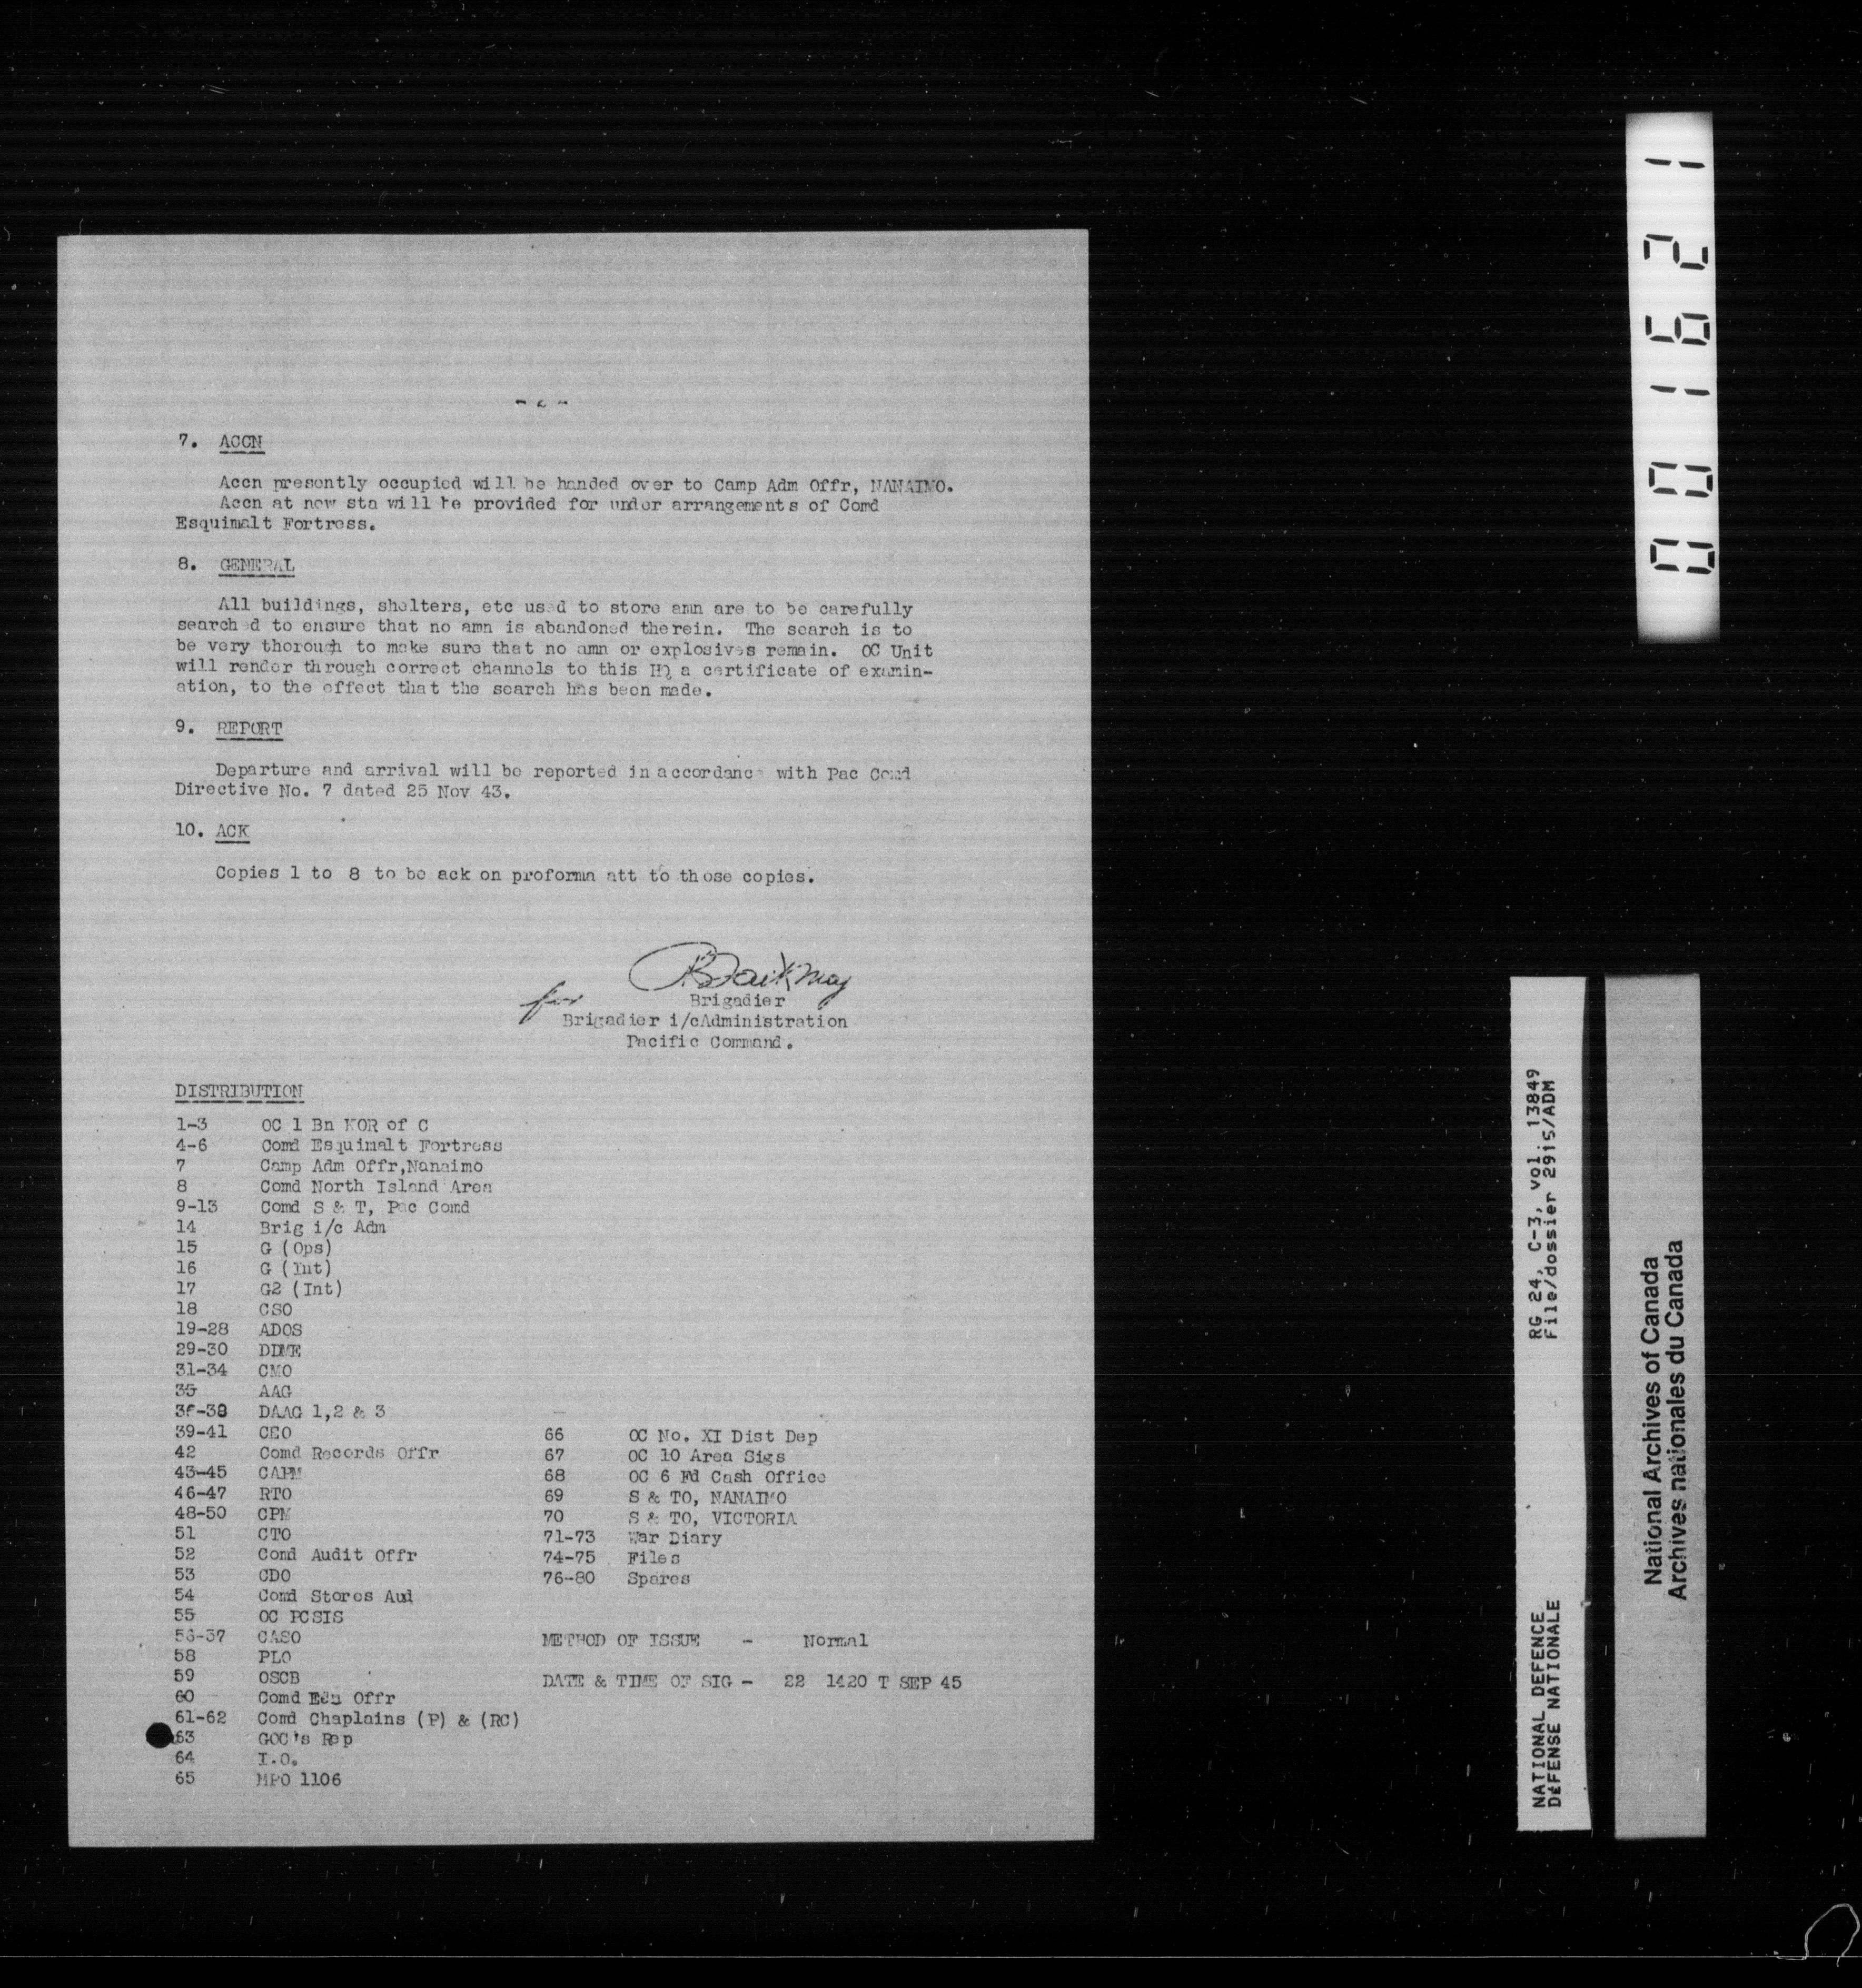 - 2 -
7. ACCN
Accn presently occupied will be handed over to Camp Adm Offr, NANAIMO.
Accn at new sta will be provided for under arrangements of Comd
Esquimalt Fortress.
8. GENERAL
All buildings, shelters, etc used to store amn are to be carefully
searched to ensure that no amn is abandoned therein. The search is to
be very thorough to make sure that no amn or explosives remain. OC Unit
will render through correct channels to this HQ a certificate of examin-
ation, to the effect that the search has been made.
9. REPORT
Departure and arrival will be reported in accordance with Pac Comd
Directive No. 7 dated 25 Nov 43.
10. ACK
Copies 1 to 8 to be ack on proforma att to those copies.
for
Maj
Brigadier
Brigadier i/cAdministration
Pacific Command.
DISTRIBUTION
1-3 OC 1 Bn KOR of C
4-6 Comd Esquimalt Fortress
7 Camp Adm Offr,Nanaimo
8 Comd North Island Area
9-13 Comd S & T, Pac Comd
14 Brig i/c Adm
15 G (Ops)
16 G (Int)
17 G2 (Int)
18 CSO
19-28 ADOS
29-30 DDME
31-34 CMO
35 AAG
36-38 DAAG 1,2 & 3
39-41 CEO
42 Comd Records Offr
43-45 CAPM
46-47 RTO
48-50 CPM
51 CTO
52 Comd Audit Offr
53 CDO
54 Comd Stores Aud
55 OC PCSIS
56-57 CASO
58 PLO
59 OSCB
60 Comd Edu Offr
61-62 Comd Chaplains (P) & (RC)
63 GOC's Rep
64 I.O.
65 MPO 1106
66 OC No. XI Dist Dep
67 OC 10 Area Sigs
68 OC 6 Fd Cash Office
69 S & TO, NANAIMO
70 S & TO, VICTORIA
71-73 War Diary
74-75 Files
76-80 Spares
METHOD OF ISSUE - Normal
DATE & TIME OF SIG - 22 1420 T SEP 45
001621
NATIONAL DEFENCE RG 24, C-3, vol. 13849
DÉFENSE NATIONALE File/dossier 2915/ADM
National Archives of Canada
Archives nationales du Canada